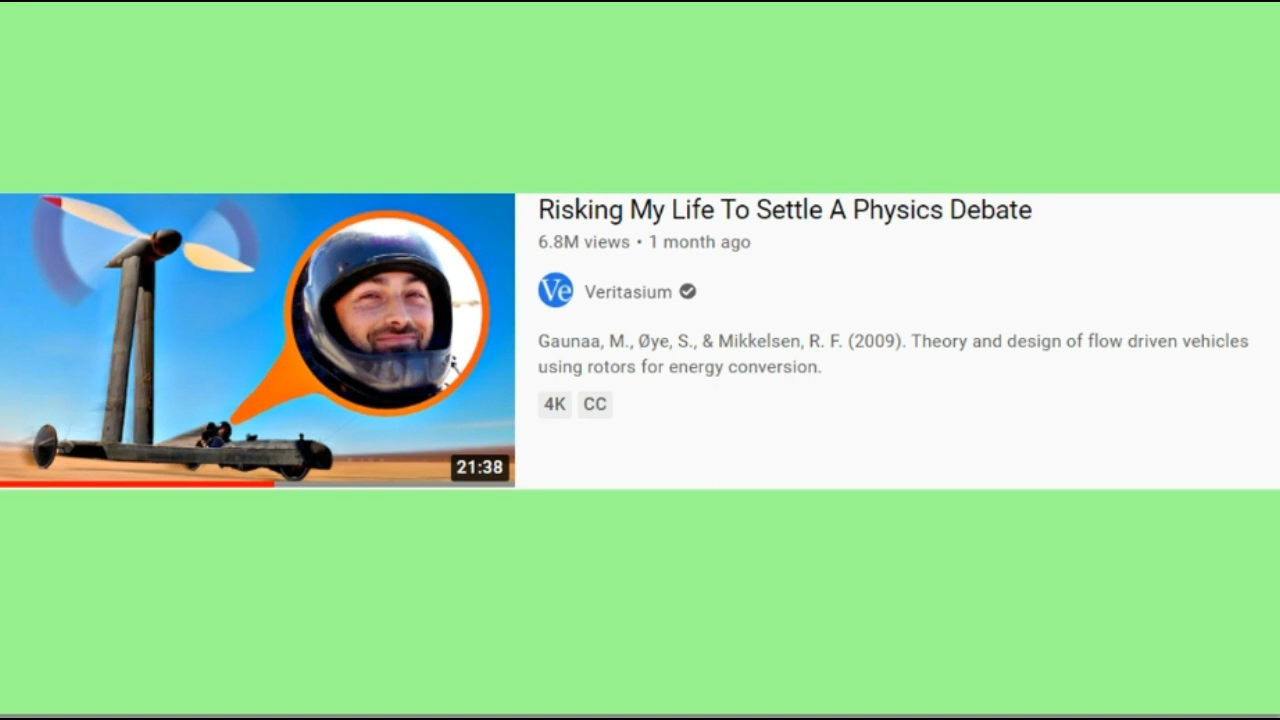 Risking My Life To Settle A Physics Debate
6.8M views • 1 month ago
Ve Veritasium
Gaunaa, M., Øye, S., & Mikkelsen, R. F. (2009). Theory and design of flow driven vehicles
using rotors for energy conversion.
4K CC
21:38